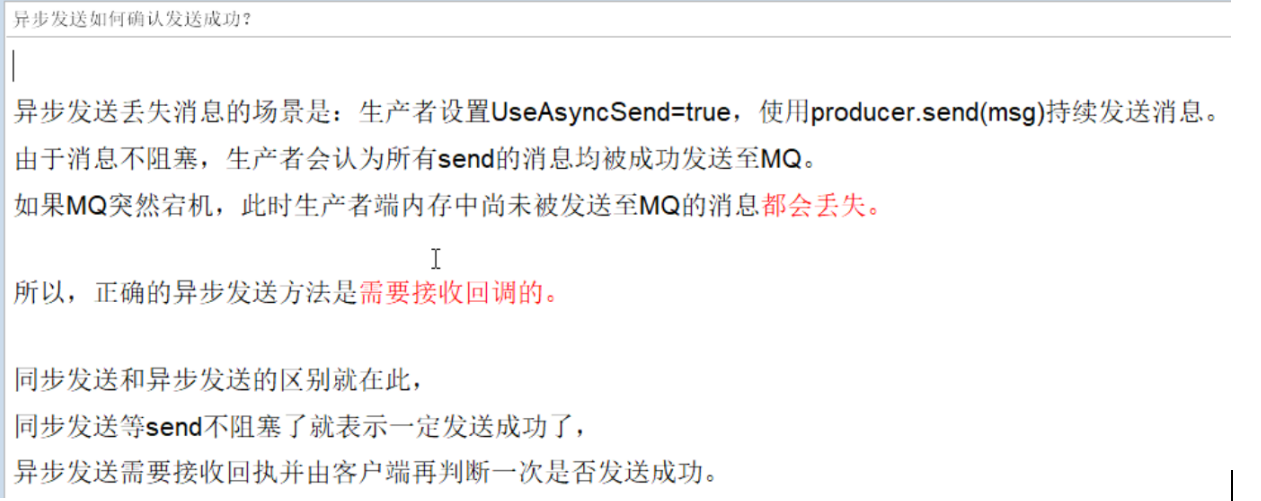 异步发送如何确认发送成功?
异步发送丢失消息的场景是：生产者设置UseAsyncSend=true，使用producer.send(msg)持续发送消息。
由于消息不阻塞，生产者会认为所有send的消息均被成功发送至MQ。
如果MQ突然宕机，此时生产者端内存中尚未被发送至MQ的消息都会丢失。
所以，正确的异步发送方法是需要接收回调的。
同步发送和异步发送的区别就在此，
同步发送等send不阻塞了就表示一定发送成功了，
异步发送需要接收回执并由客户端再判断一次是否发送成功。